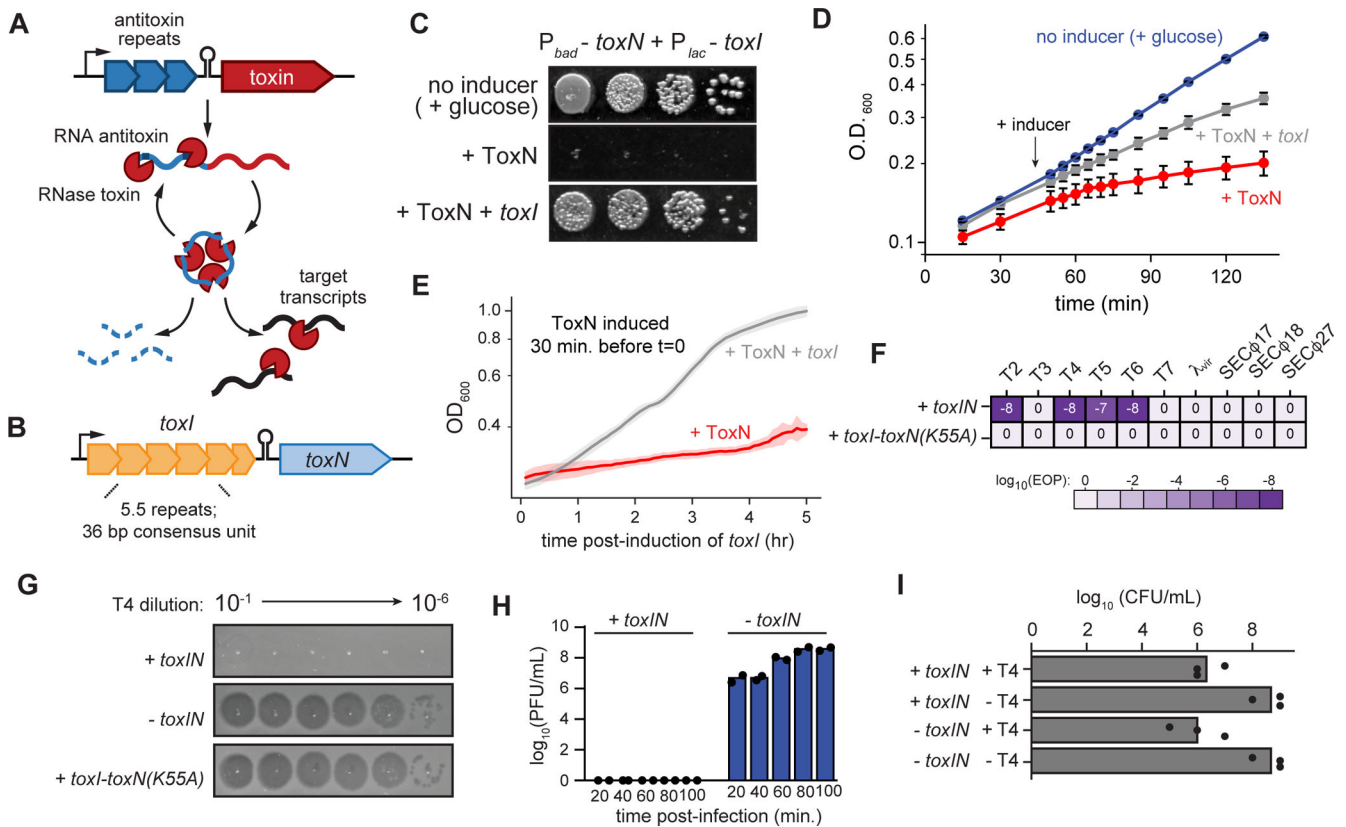 A
antitoxin
repeats
toxin
RNA antitoxin
RNase toxin
target
transcripts
B
toxI
toxN
5.5 repeats;
36 bp consensus unit
C
Pbad - toxN + Plac - toxI
no inducer
(+ glucose)
+ ToxN
+ ToxN + toxI
D
O.D.600
0.6
0.5
0.4
0.3
0.2
0.1
no inducer (+ glucose)
+ inducer
+ ToxN + toxI
+ ToxN
0 30 60 90 120
time (min)
E
OD600
1.0
0.8
0.6
0.4
ToxN induced
30 min. before t=0
+ ToxN + toxI
+ ToxN
0 1 2 3 4 5
time post-induction of toxI (hr)
F
T2 T3 T4 T5 T6 T7 λvir SECϕ17 SECϕ18 SECϕ27
+ toxIN -8 0 -8 -7 -8 0 0 0 0 0
+ toxI-toxN(K55A) 0 0 0 0 0 0 0 0 0 0
log10(EOP): 0 -2 -4 -6 -8
G
T4 dilution: 10-1 10-6
+ toxIN
- toxIN
+ toxI-toxN(K55A)
H
+ toxIN - toxIN
log10(PFU/mL)
10
8
6
4
2
0
20 40 60 80 100 20 40 60 80 100
time post-infection (min.)
I
log10 (CFU/mL)
0 2 4 6 8
+ toxIN + T4
+ toxIN - T4
- toxIN + T4
- toxIN - T4